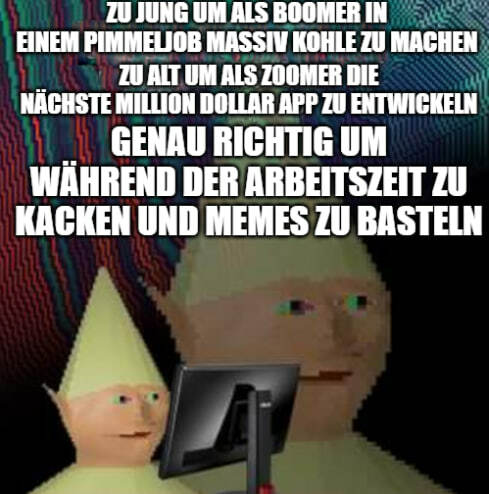 ZU JUNG UM ALS BOOMER IN
EINEM PIMMELJOB MASSIV KOHLE ZU MACHEN
ZU ALT UM ALS ZOOMER DIE
NÄCHSTE MILLION DOLLAR APP ZU ENTWICKELN
GENAU RICHTIG UM
WÄHREND DER ARBEITSZEIT ZU
KACKEN UND MEMES ZU BASTELN